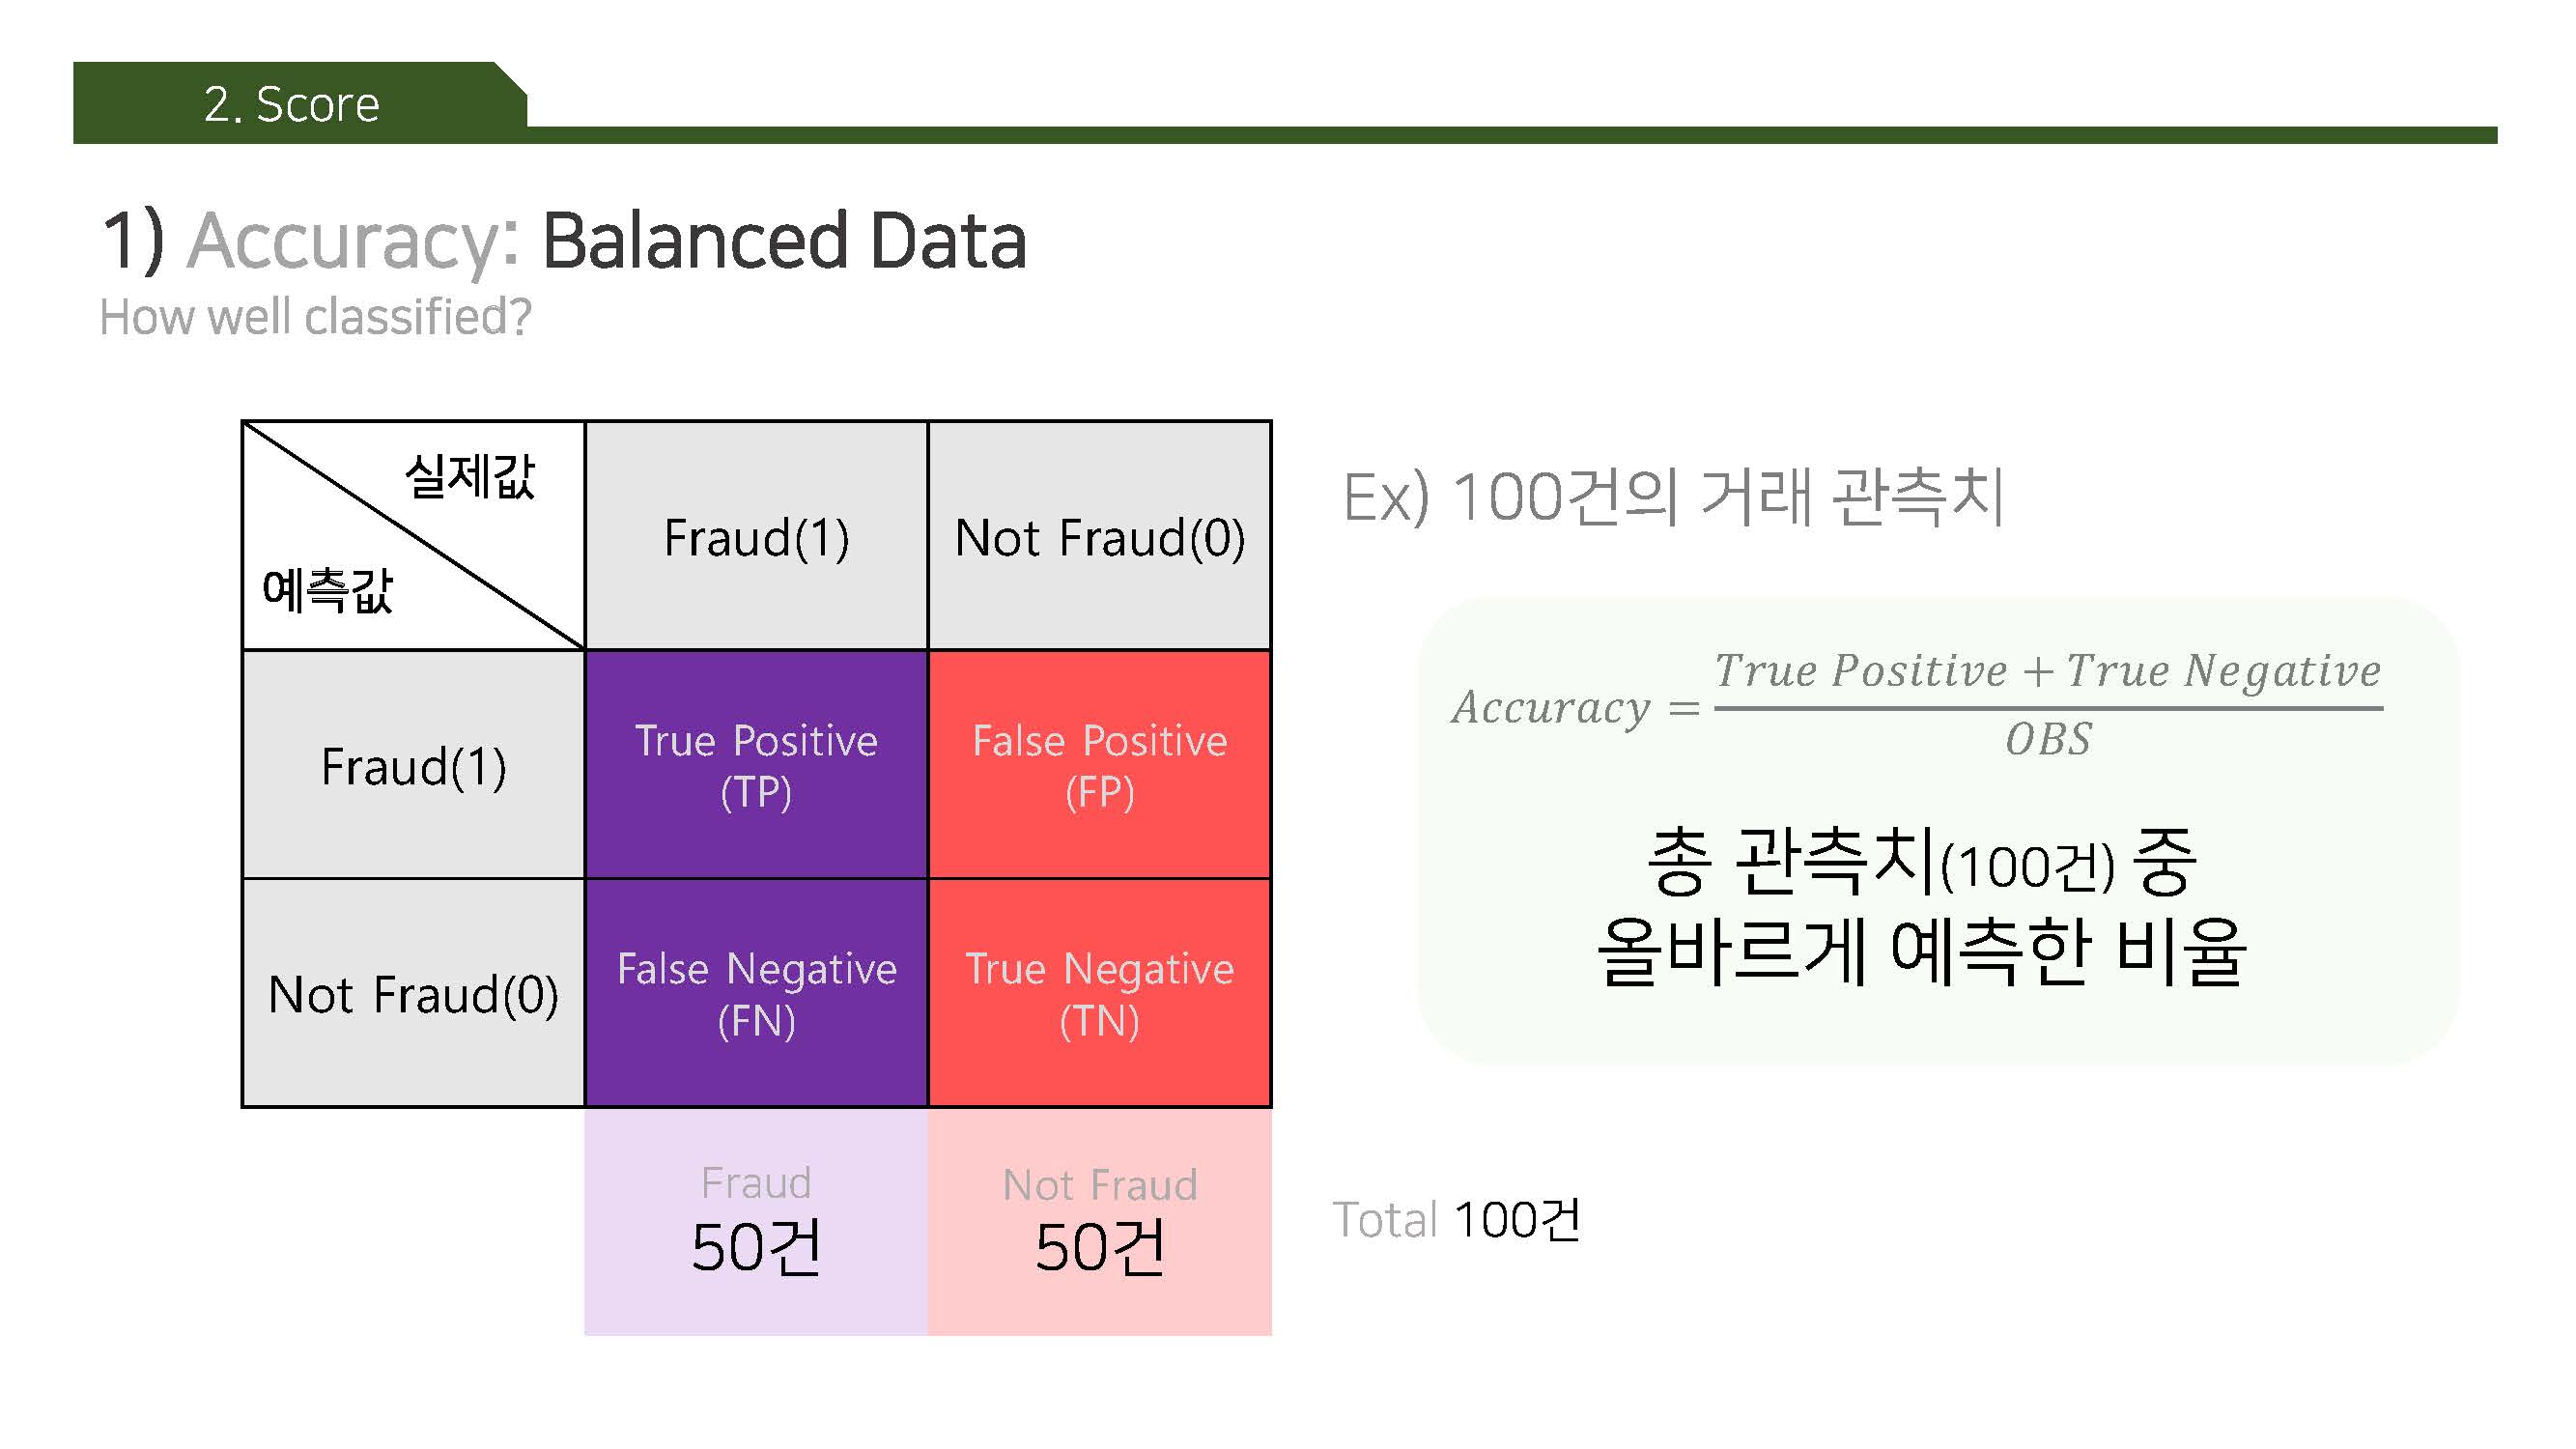 2. Score
1) Accuracy: Balanced Data
How well classified?
실제값
예측값
Fraud(1)
Not Fraud(0)
Fraud(1)
True Positive
(TP)
False Positive
(FP)
Not Fraud(0)
False Negative
(FN)
True Negative
(TN)
Fraud
50건
Not Fraud
50건
Total 100건
Ex) 100건의 거래 관측치
Accuracy = True Positive + True Negative / OBS
총 관측치(100건) 중
올바르게 예측한 비율